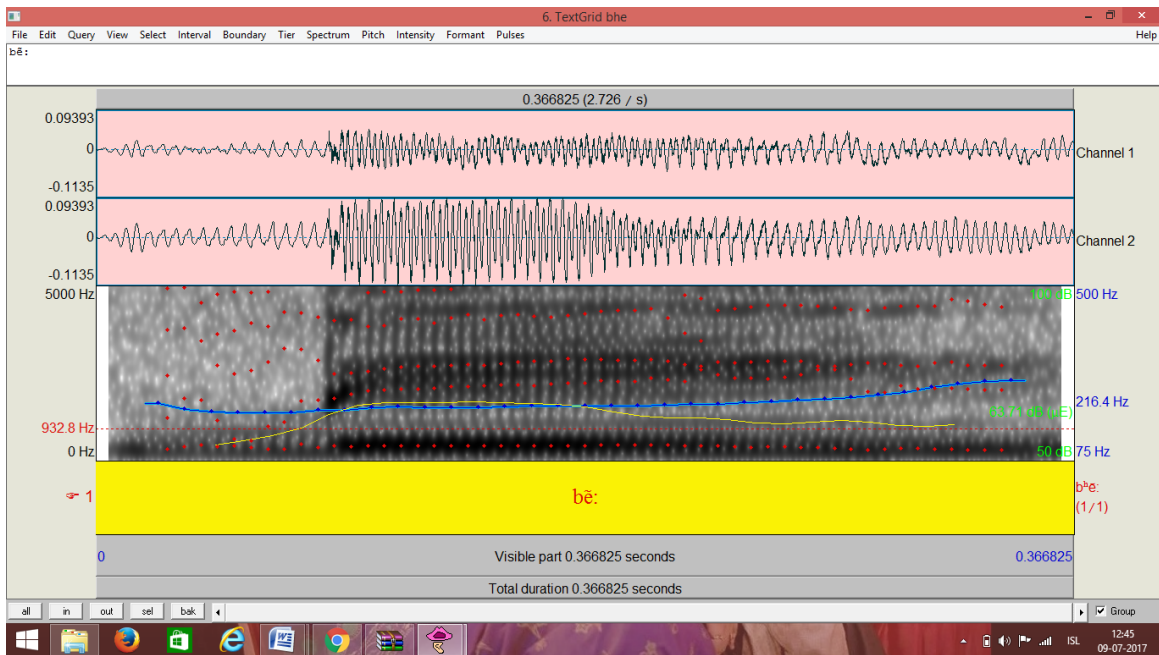 6. TextGrid bhe
File Edit Query View Select Interval Boundary Tier Spectrum Pitch Intensity Formant Pulses Help
bẽ:
0.366825 (2.726 / s)
0.09393
0
-0.1135
Channel 1
0.09393
0
-0.1135
Channel 2
5000 Hz
100 dB
500 Hz
932.8 Hz
0 Hz
216.4 Hz
50 dB
75 Hz
☞ 1
bẽ:
bʰẽ:
(1/1)
0
Visible part 0.366825 seconds
0.366825
Total duration 0.366825 seconds
all in out sel bak
Group
ISL
12:45
09-07-2017